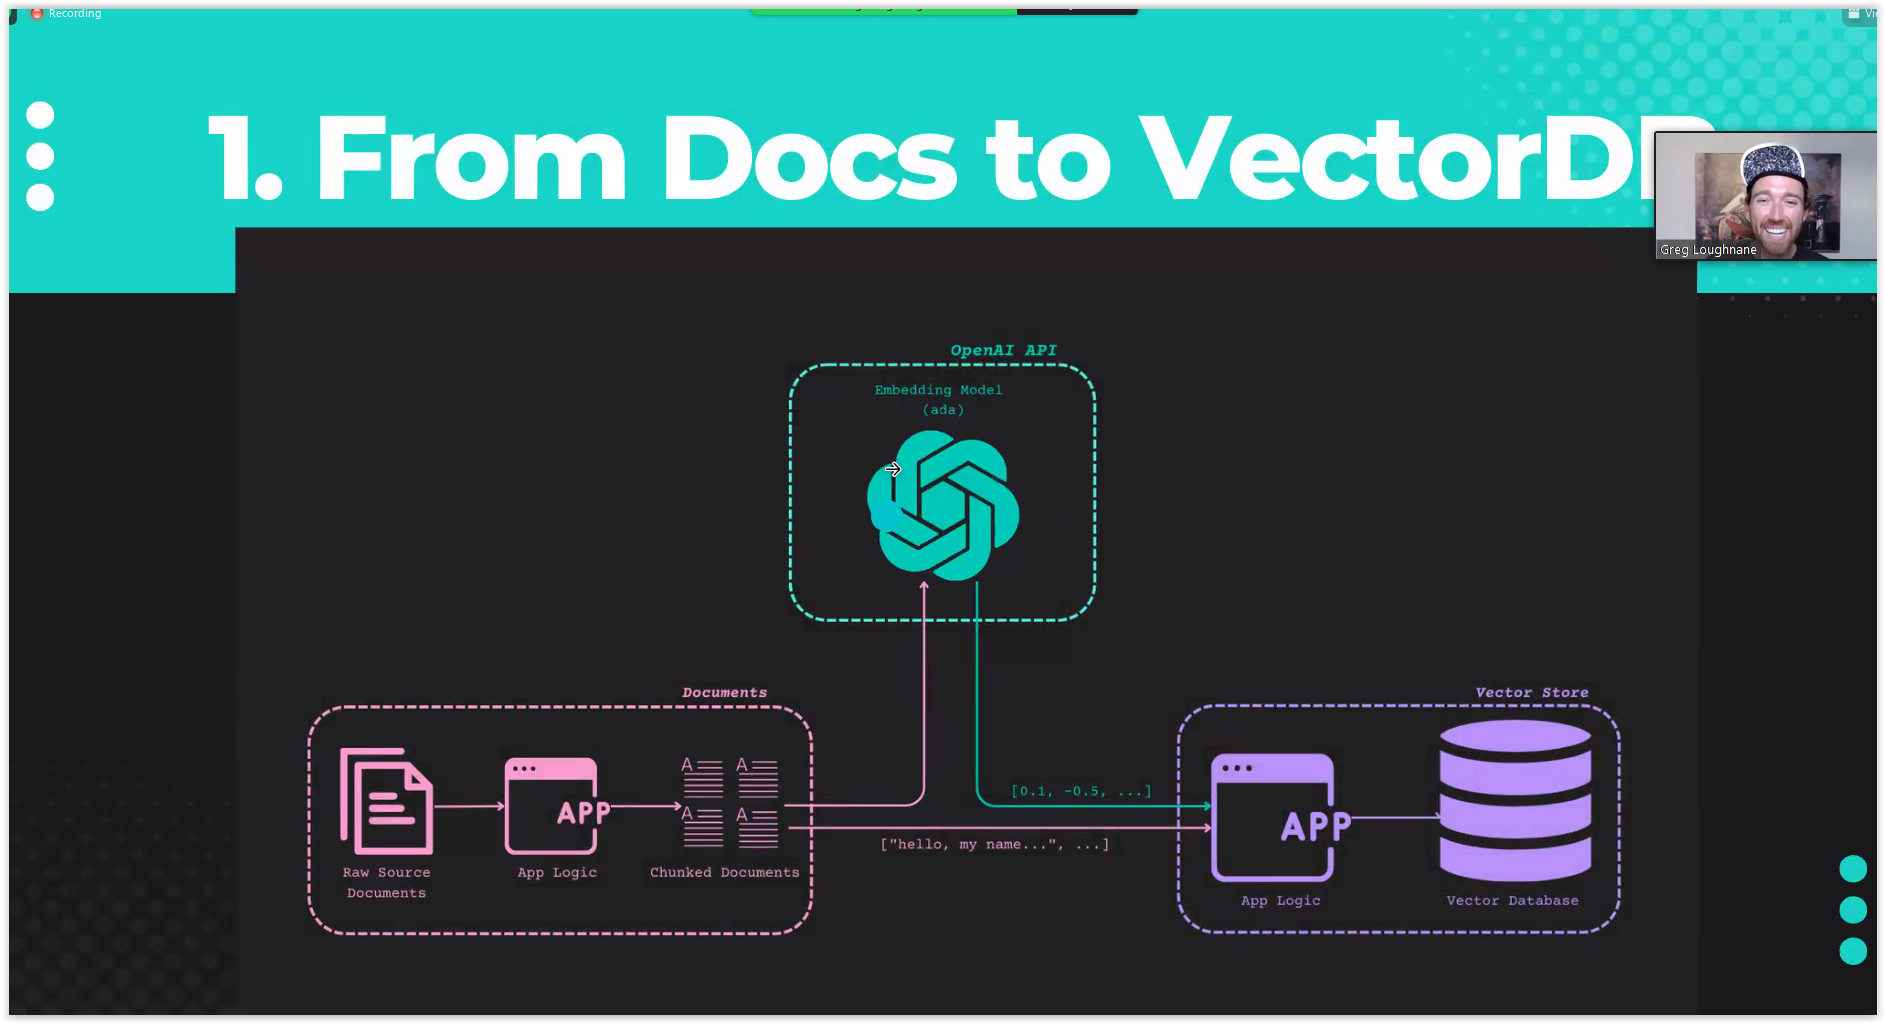 Recording
1. From Docs to VectorDB
Greg Loughnane
OpenAI API
Embedding Model
(ada)
Documents
Vector Store
[0.1, -0.5, ...]
["hello, my name...", ...]
APP
APP
A
A
A
A
Raw Source
Documents
App Logic
Chunked Documents
App Logic
Vector Database